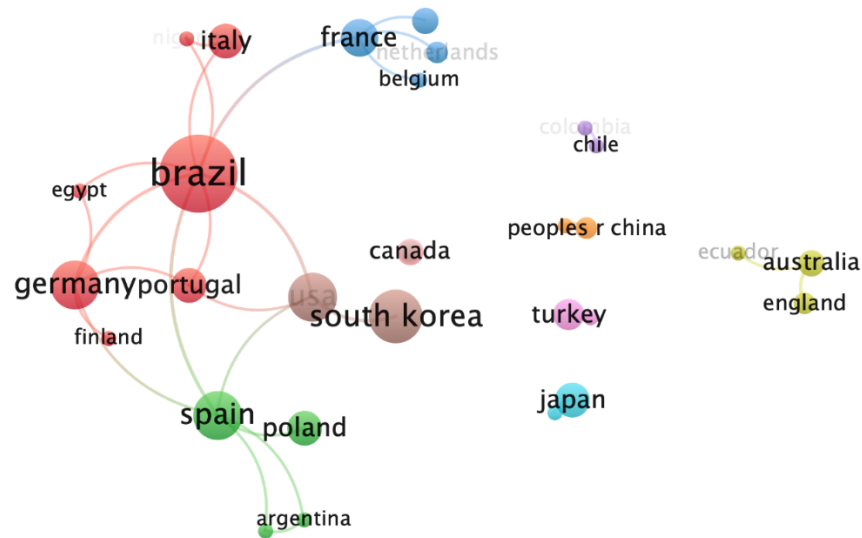 italy
france
netherlands
belgium
colombia
chile
brazil
egypt
peoples r china
canada
ecuador
australia
germany
portugal
usa
south korea
turkey
england
finland
japan
spain
poland
argentina